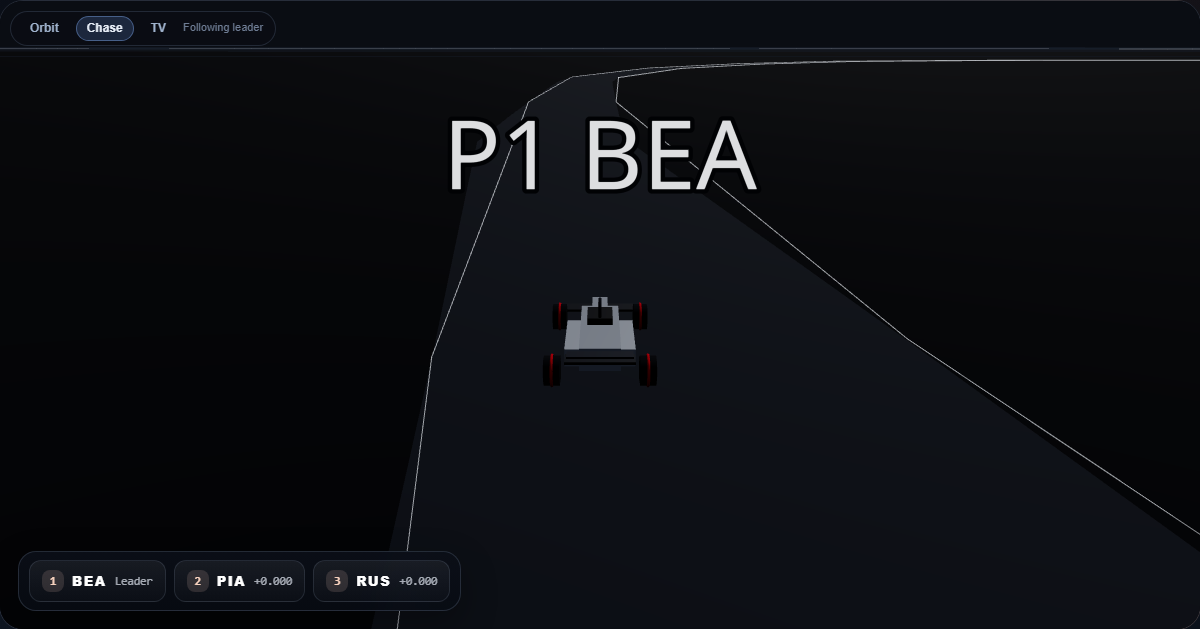 Orbit Chase TV Following leader
P1 BEA
1 BEA Leader 2 PIA +0.000 3 RUS +0.000